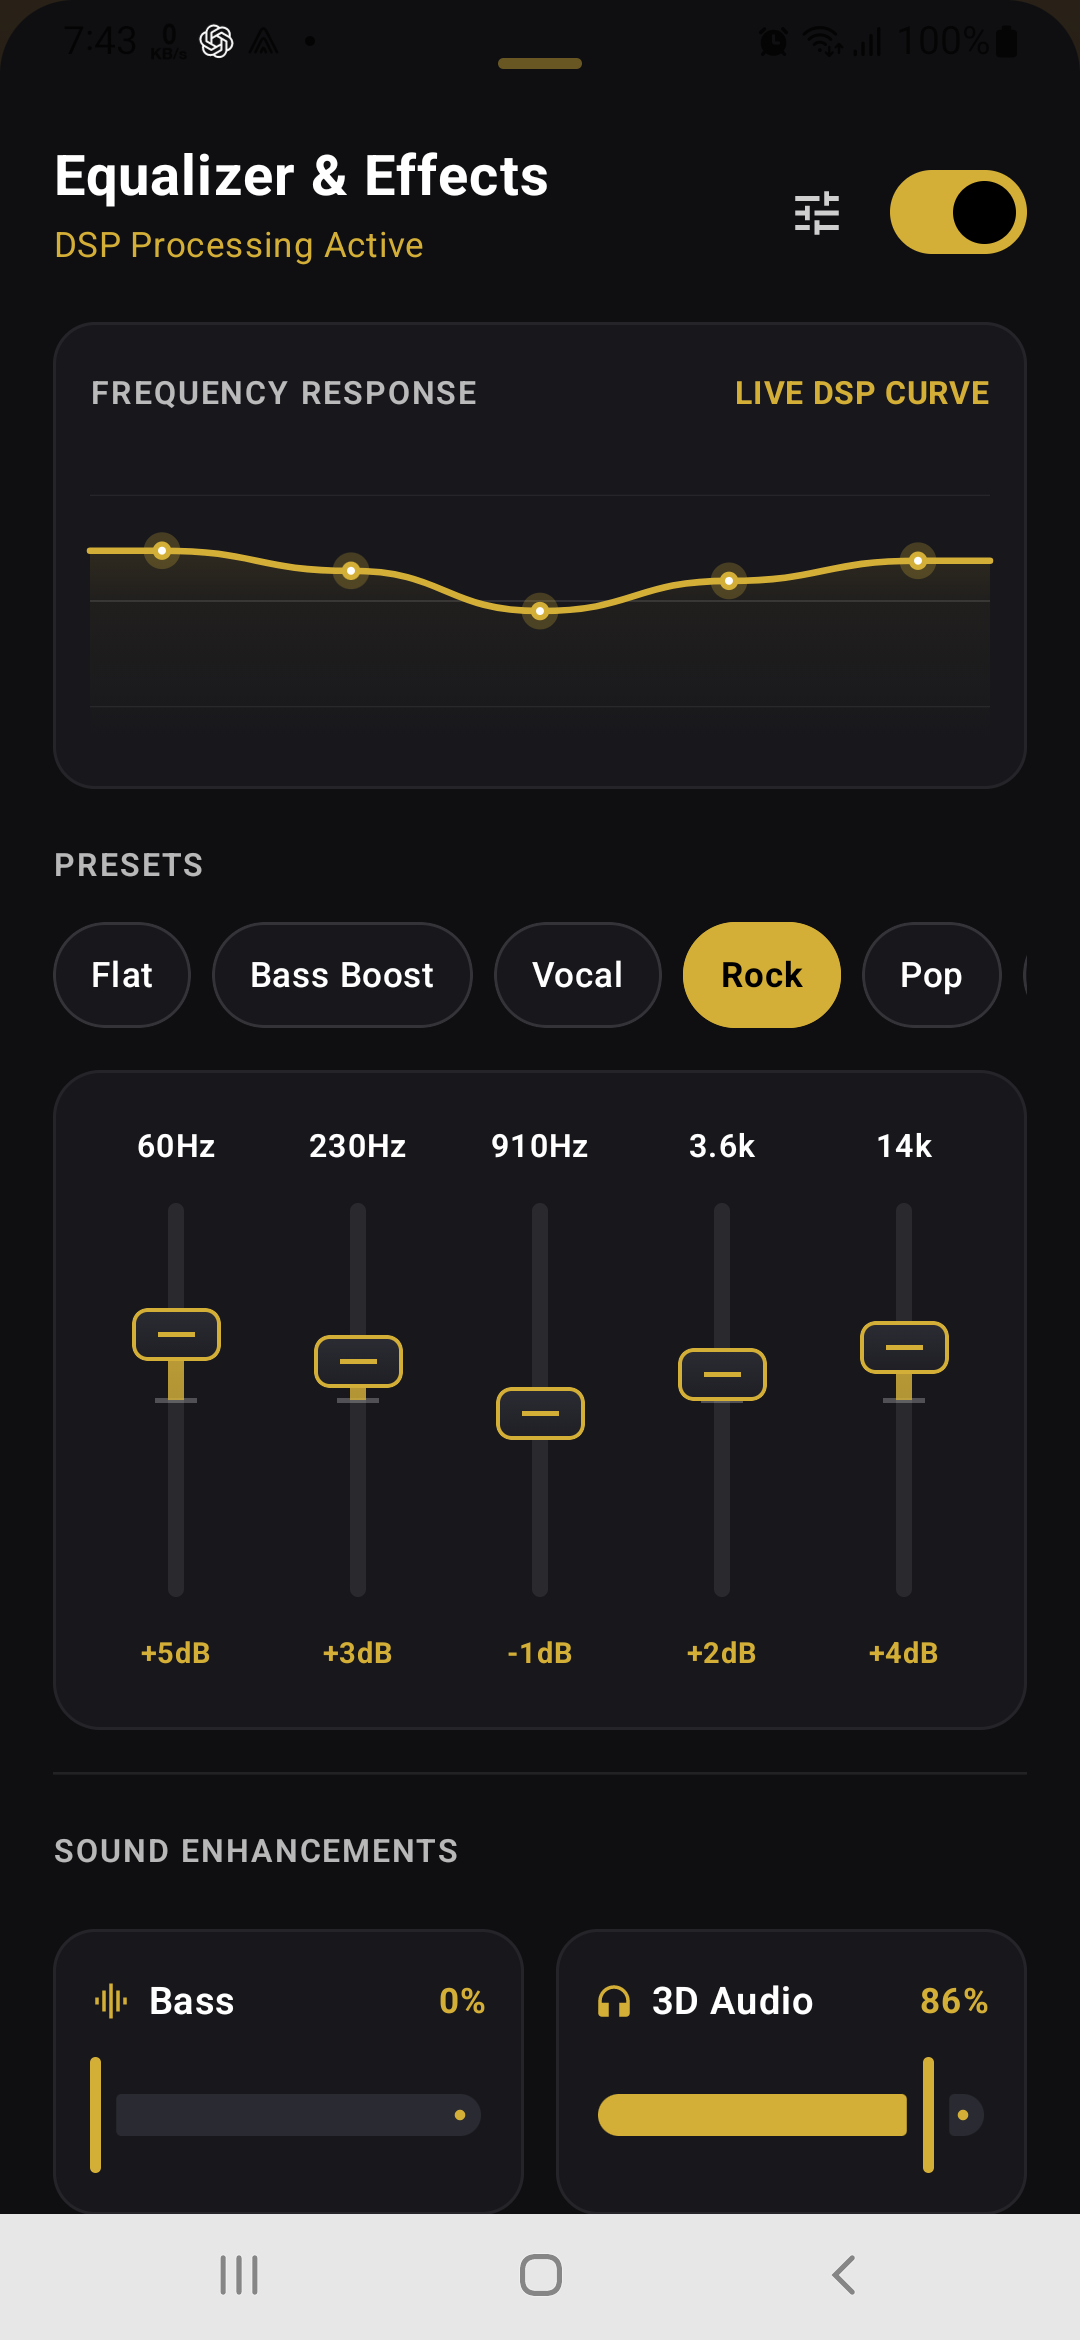 7:43 0 KB/s 100%
Equalizer & Effects
DSP Processing Active
FREQUENCY RESPONSE LIVE DSP CURVE
PRESETS
Flat Bass Boost Vocal Rock Pop
60Hz 230Hz 910Hz 3.6k 14k
+5dB +3dB -1dB +2dB +4dB
SOUND ENHANCEMENTS
Bass 0% 3D Audio 86%